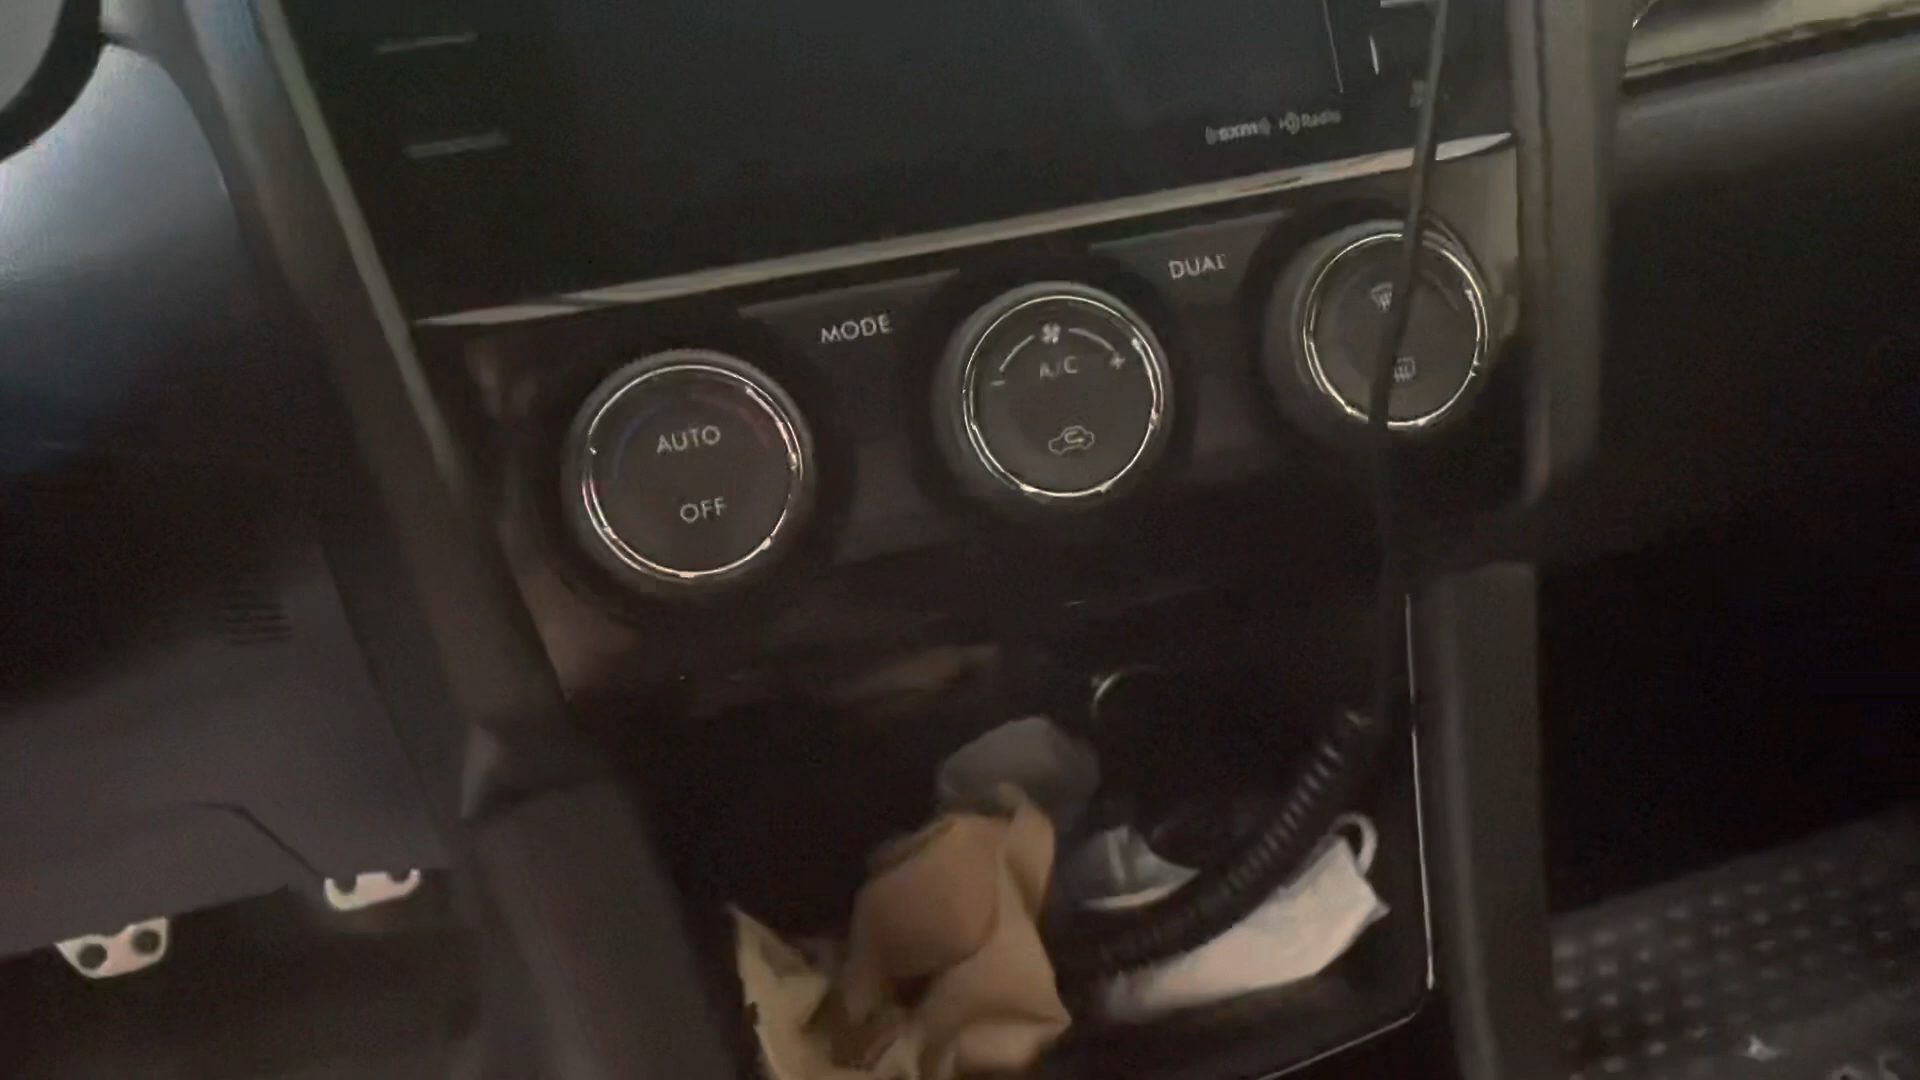 sxm HD Radio
DUAL
MODE
A/C
- +
AUTO
OFF